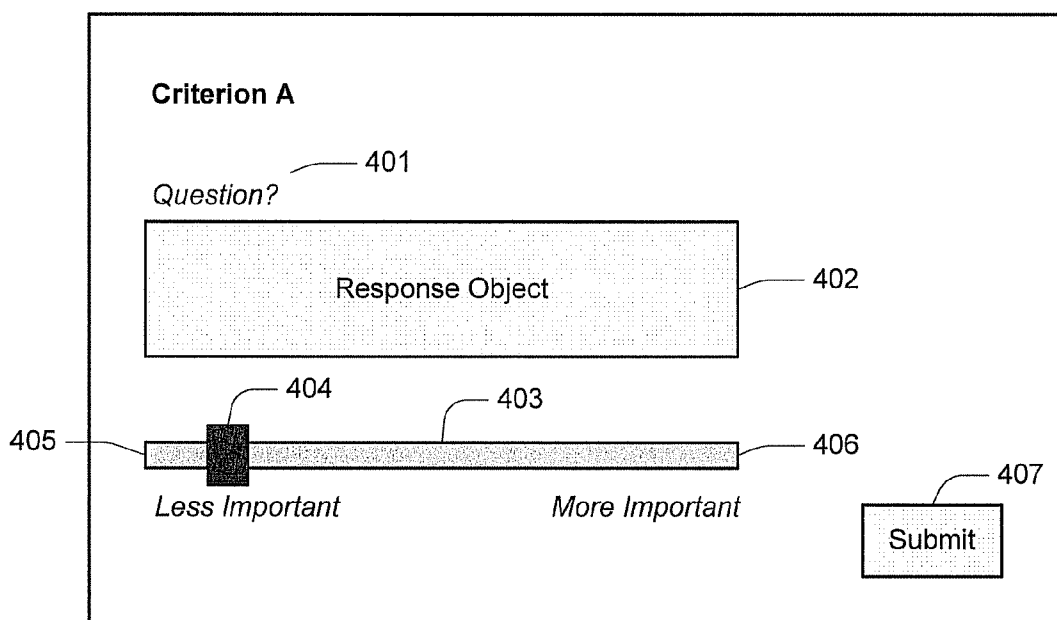 Criterion A
401
Question?
Response Object
402
404
403
405
406
Less Important
More Important
407
Submit